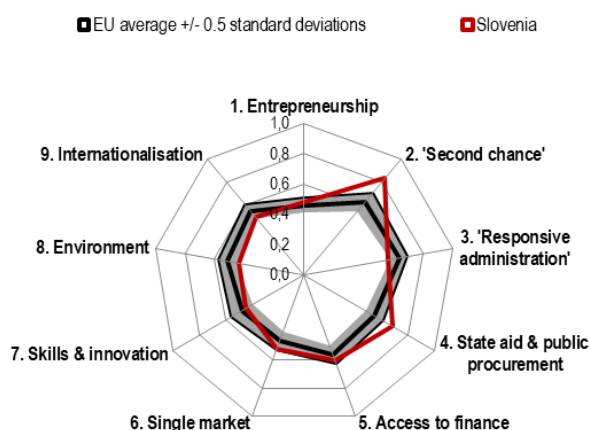 EU average +/- 0.5 standard deviations
Slovenia
1. Entrepreneurship
1,0
0,8
0,6
0,4
0,2
0,0
2. 'Second chance'
3. 'Responsive
administration'
4. State aid & public
procurement
5. Access to finance
6. Single market
7. Skills & innovation
8. Environment
9. Internationalisation